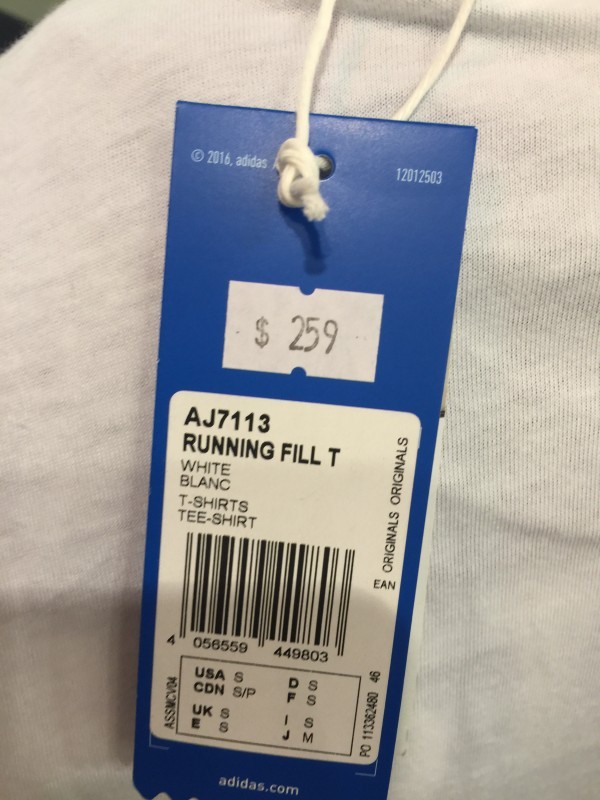 © 2016, adidas
12012503
$ 259
AJ7113
RUNNING FILL T
WHITE
BLANC
T-SHIRTS
TEE-SHIRT
ORIGINALS ORIGINALS
EAN
4 056559 449803
USA S D S
CDN S/P F S
UK S I S
E S J M
ASSMCV04
PO 113362480 46
adidas.com